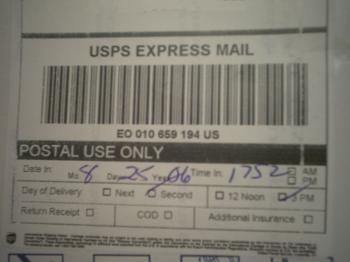 USPS EXPRESS MAIL
EO 010 659 194 US
POSTAL USE ONLY
Date In: Mo. 8 Day 25 Year 06 Time In: 1752 ☐ AM
☐ PM
Day of Delivery ☐ Next ☑ Second ☐ 12 Noon ☑ 3 PM
Return Receipt ☐ COD ☐ Additional Insurance ☐